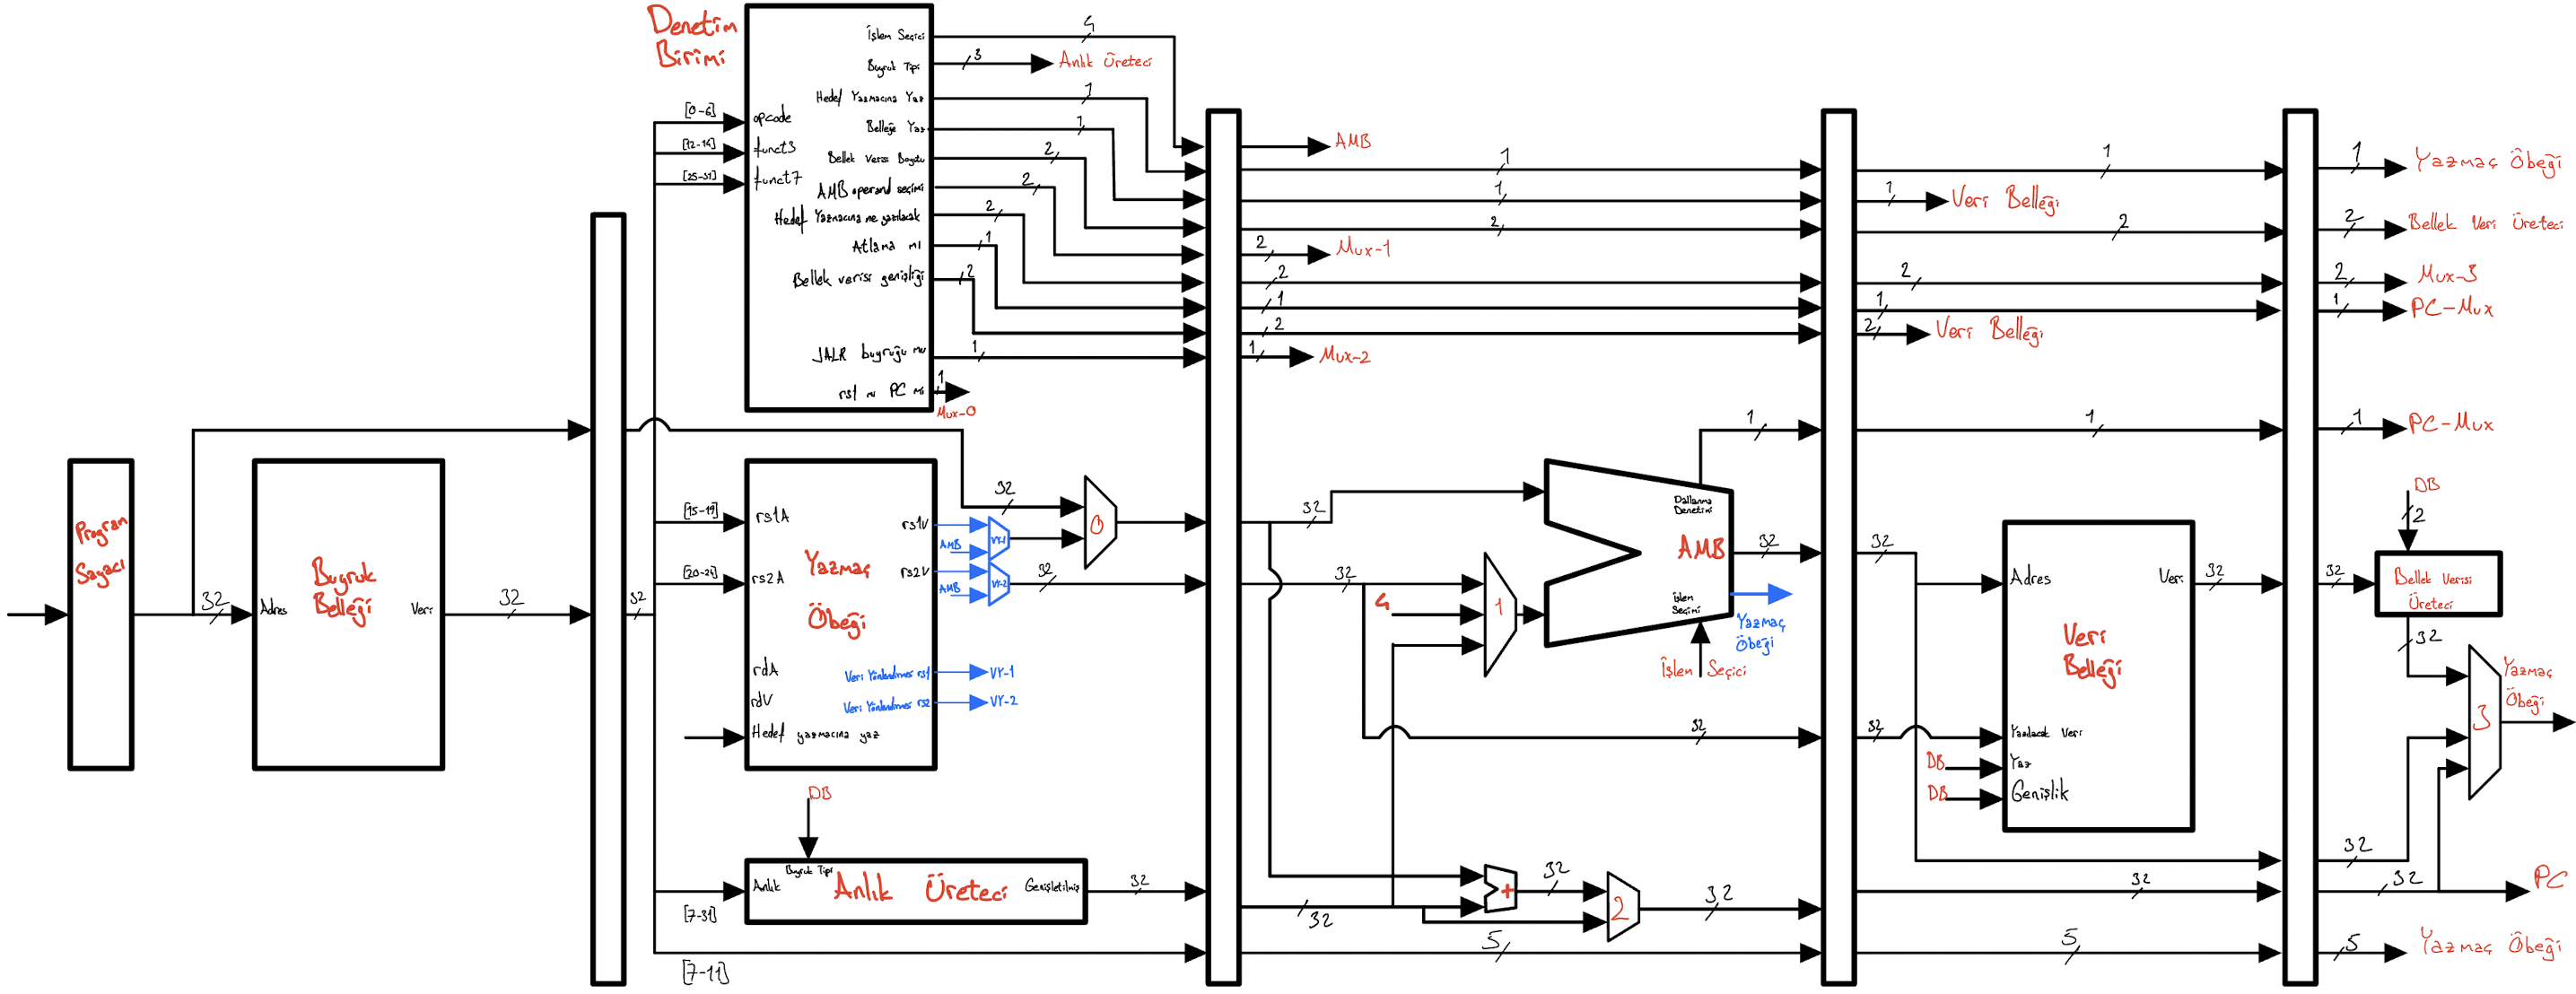 Denetim
Birimi
İşlem Seçici
4
Buyruk Tipi
3
Anlık Üreteci
Hedef Yazmacına Yaz
1
Belleğe Yaz
1
Bellek Verisi Boyutu
2
AMB operand seçimi
2
Hedef Yazmacına ne yazılacak
2
Atlama mı
1
Bellek verisi genişliği
2
JALR buyruğu mu
1
rs1 mi PC mi
1
Mux-0
[0-6]
opcode
[12-14]
funct3
[25-31]
funct7
AMB
1
1
2
2
Mux-1
2
1
2
1
Mux-2
1
1
Veri Belleği
2
2
1
2
Veri Belleği
1
Yazmaç Öbeği
2
Bellek Veri Üreteci
2
Mux-3
1
PC-Mux
1
1
1
PC-Mux
Program
Sayacı
32
Adres
Buyruk
Belleği
Veri
32
32
[15-19]
rs1A
[20-24]
rs2A
Yazmaç
Öbeği
rs1V
rs2V
AMB
AMB
VY-1
VY-2
32
32
0
rdA
rdV
Hedef yazmacına yaz
Veri Yönlendirmesi rs1
VY-1
Veri Yönlendirmesi rs2
VY-2
DB
Buyruk Tipi
Anlık
Anlık Üreteci
Genişletilmiş
32
[7-31]
[7-11]
32
32
4
1
Dallanma
Denetimi
AMB
İşlem
Seçimi
32
Yazmaç
Öbeği
İşlem Seçici
32
32
+
32
2
32
5
32
Adres
Veri
32
Veri
Belleği
32
Yazılacak Veri
DB
Yaz
DB
Genişlik
32
5
DB
2
32
Bellek Verisi
Üreteci
32
3
Yazmaç
Öbeği
32
32
PC
5
Yazmaç Öbeği